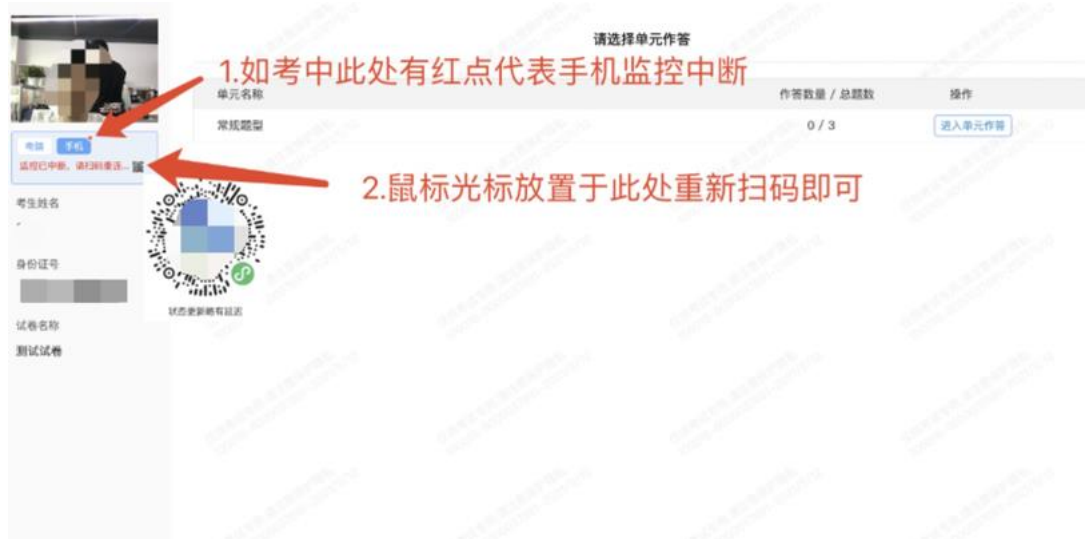 请选择单元作答
1.如考中此处有红点代表手机监控中断
单元名称 作答数量 / 总题数 操作
常规题型 0 / 3 进入单元作答
电脑 手机
监控已中断，请扫码重连...
2.鼠标光标放置于此处重新扫码即可
考生姓名
身份证号
状态更新略有延迟
试卷名称
测试试卷